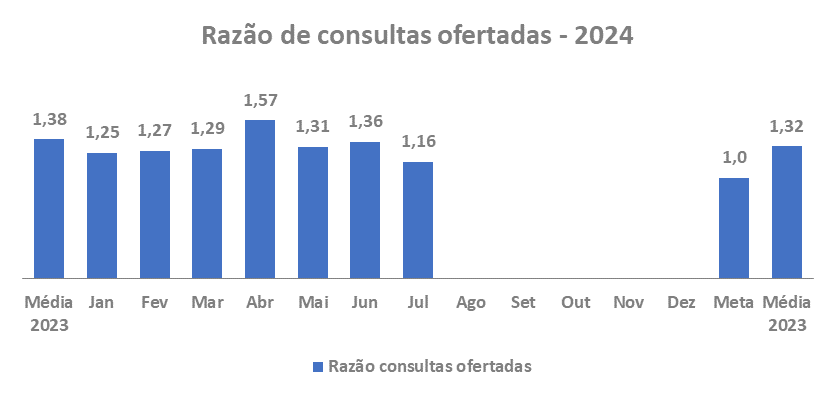 Razão de consultas ofertadas - 2024
1,38
1,25
1,27
1,29
1,57
1,31
1,36
1,16
1,0
1,32
Média 2023
Jan
Fev
Mar
Abr
Mai
Jun
Jul
Ago
Set
Out
Nov
Dez
Meta
Média 2023
Razão consultas ofertadas